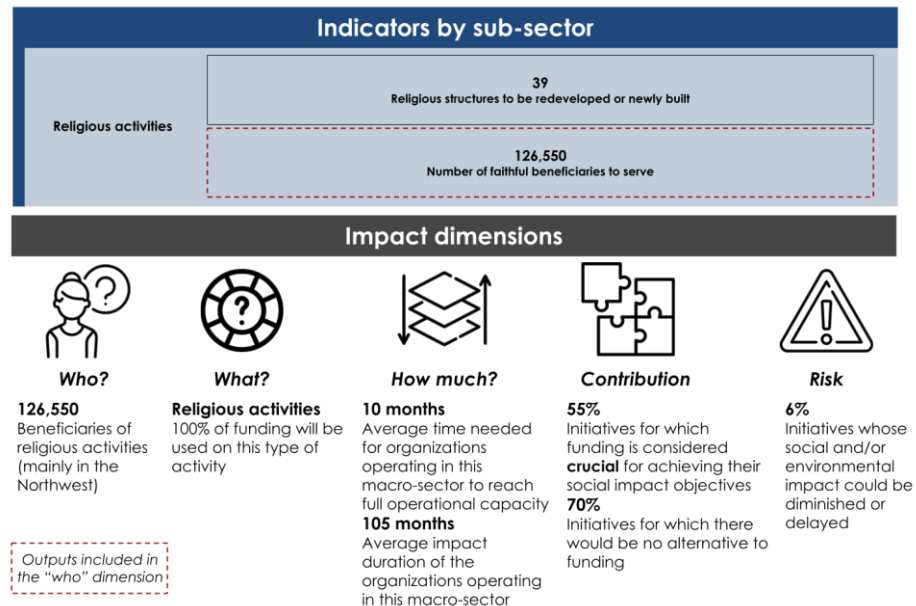 Indicators by sub-sector
Religious activities
39
Religious structures to be redeveloped or newly built
126,550
Number of faithful beneficiaries to serve
Impact dimensions
Who?
126,550
Beneficiaries of
religious activities
(mainly in the
Northwest)
Outputs included in
the “who” dimension
What?
Religious activities
100% of funding will be
used on this type of
activity
How much?
10 months
Average time needed
for organizations
operating in this
macro-sector to reach
full operational capacity
105 months
Average impact
duration of the
organizations operating
in this macro-sector
Contribution
55%
Initiatives for which
funding is considered
crucial for achieving their
social impact objectives
70%
Initiatives for which there
would be no alternative to
funding
Risk
6%
Initiatives whose
social and/or
environmental
impact could be
diminished or
delayed